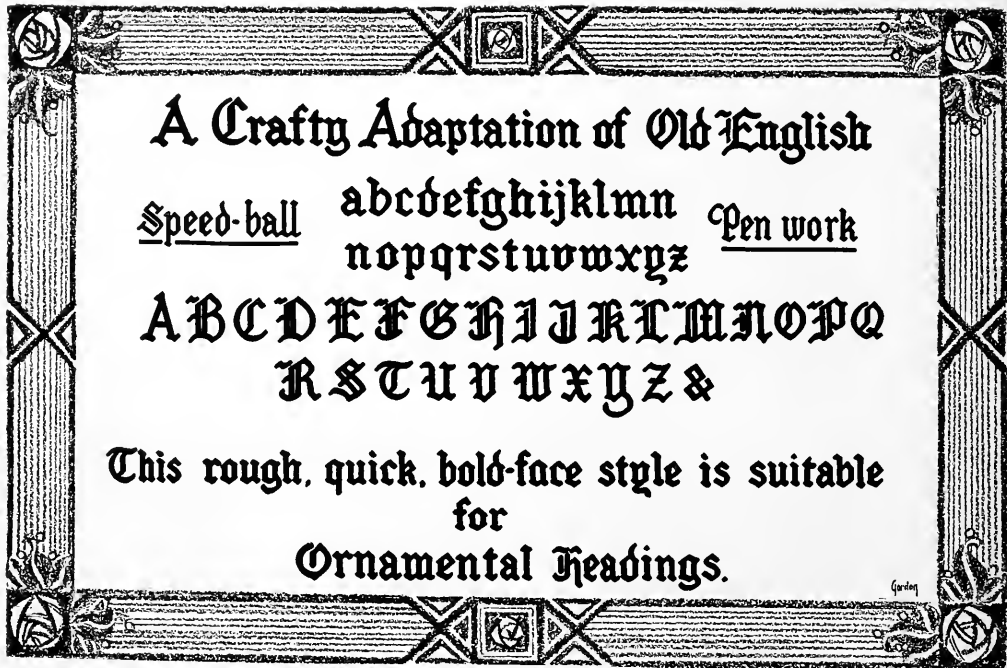 A Crafty Adaptation of Old English
Speed-ball
abcdefghijklmn
nopqrstuvwxyz
Pen work
ABCDEFGHIJKLMNOPQ
RSTUVWXYZ&
This rough, quick, bold-face style is suitable
for
Ornamental Headings.
Gordon